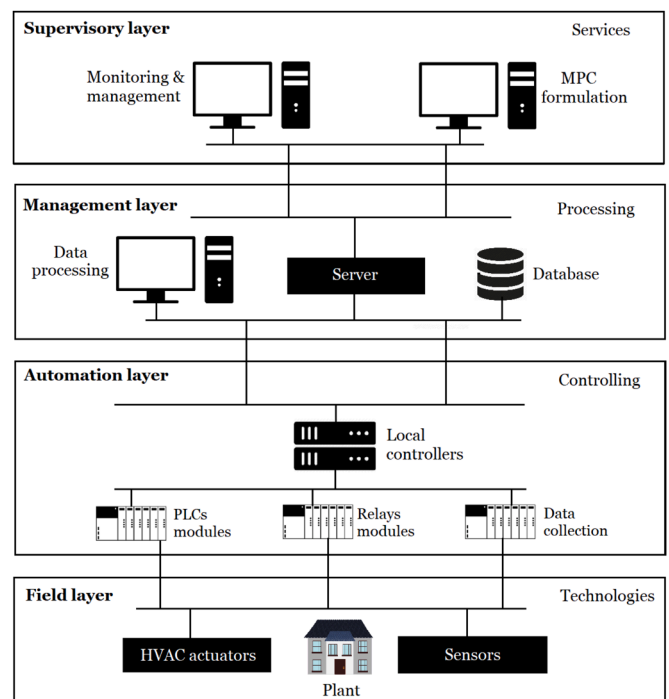 Supervisory layer
Services
Monitoring &
management
MPC
formulation
Management layer
Processing
Data
processing
Server
Database
Automation layer
Controlling
Local
controllers
PLCs
modules
Relays
modules
Data
collection
Field layer
Technologies
HVAC actuators
Plant
Sensors